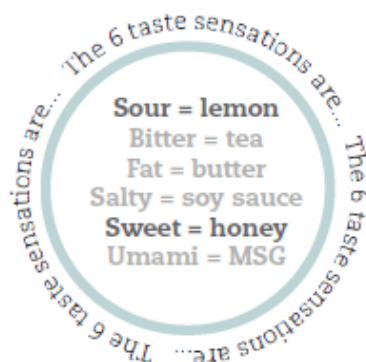 The 6 taste sensations are... The 6 taste sensations are... The 6 taste sensations are...
Sour = lemon
Bitter = tea
Fat = butter
Salty = soy sauce
Sweet = honey
Umami = MSG